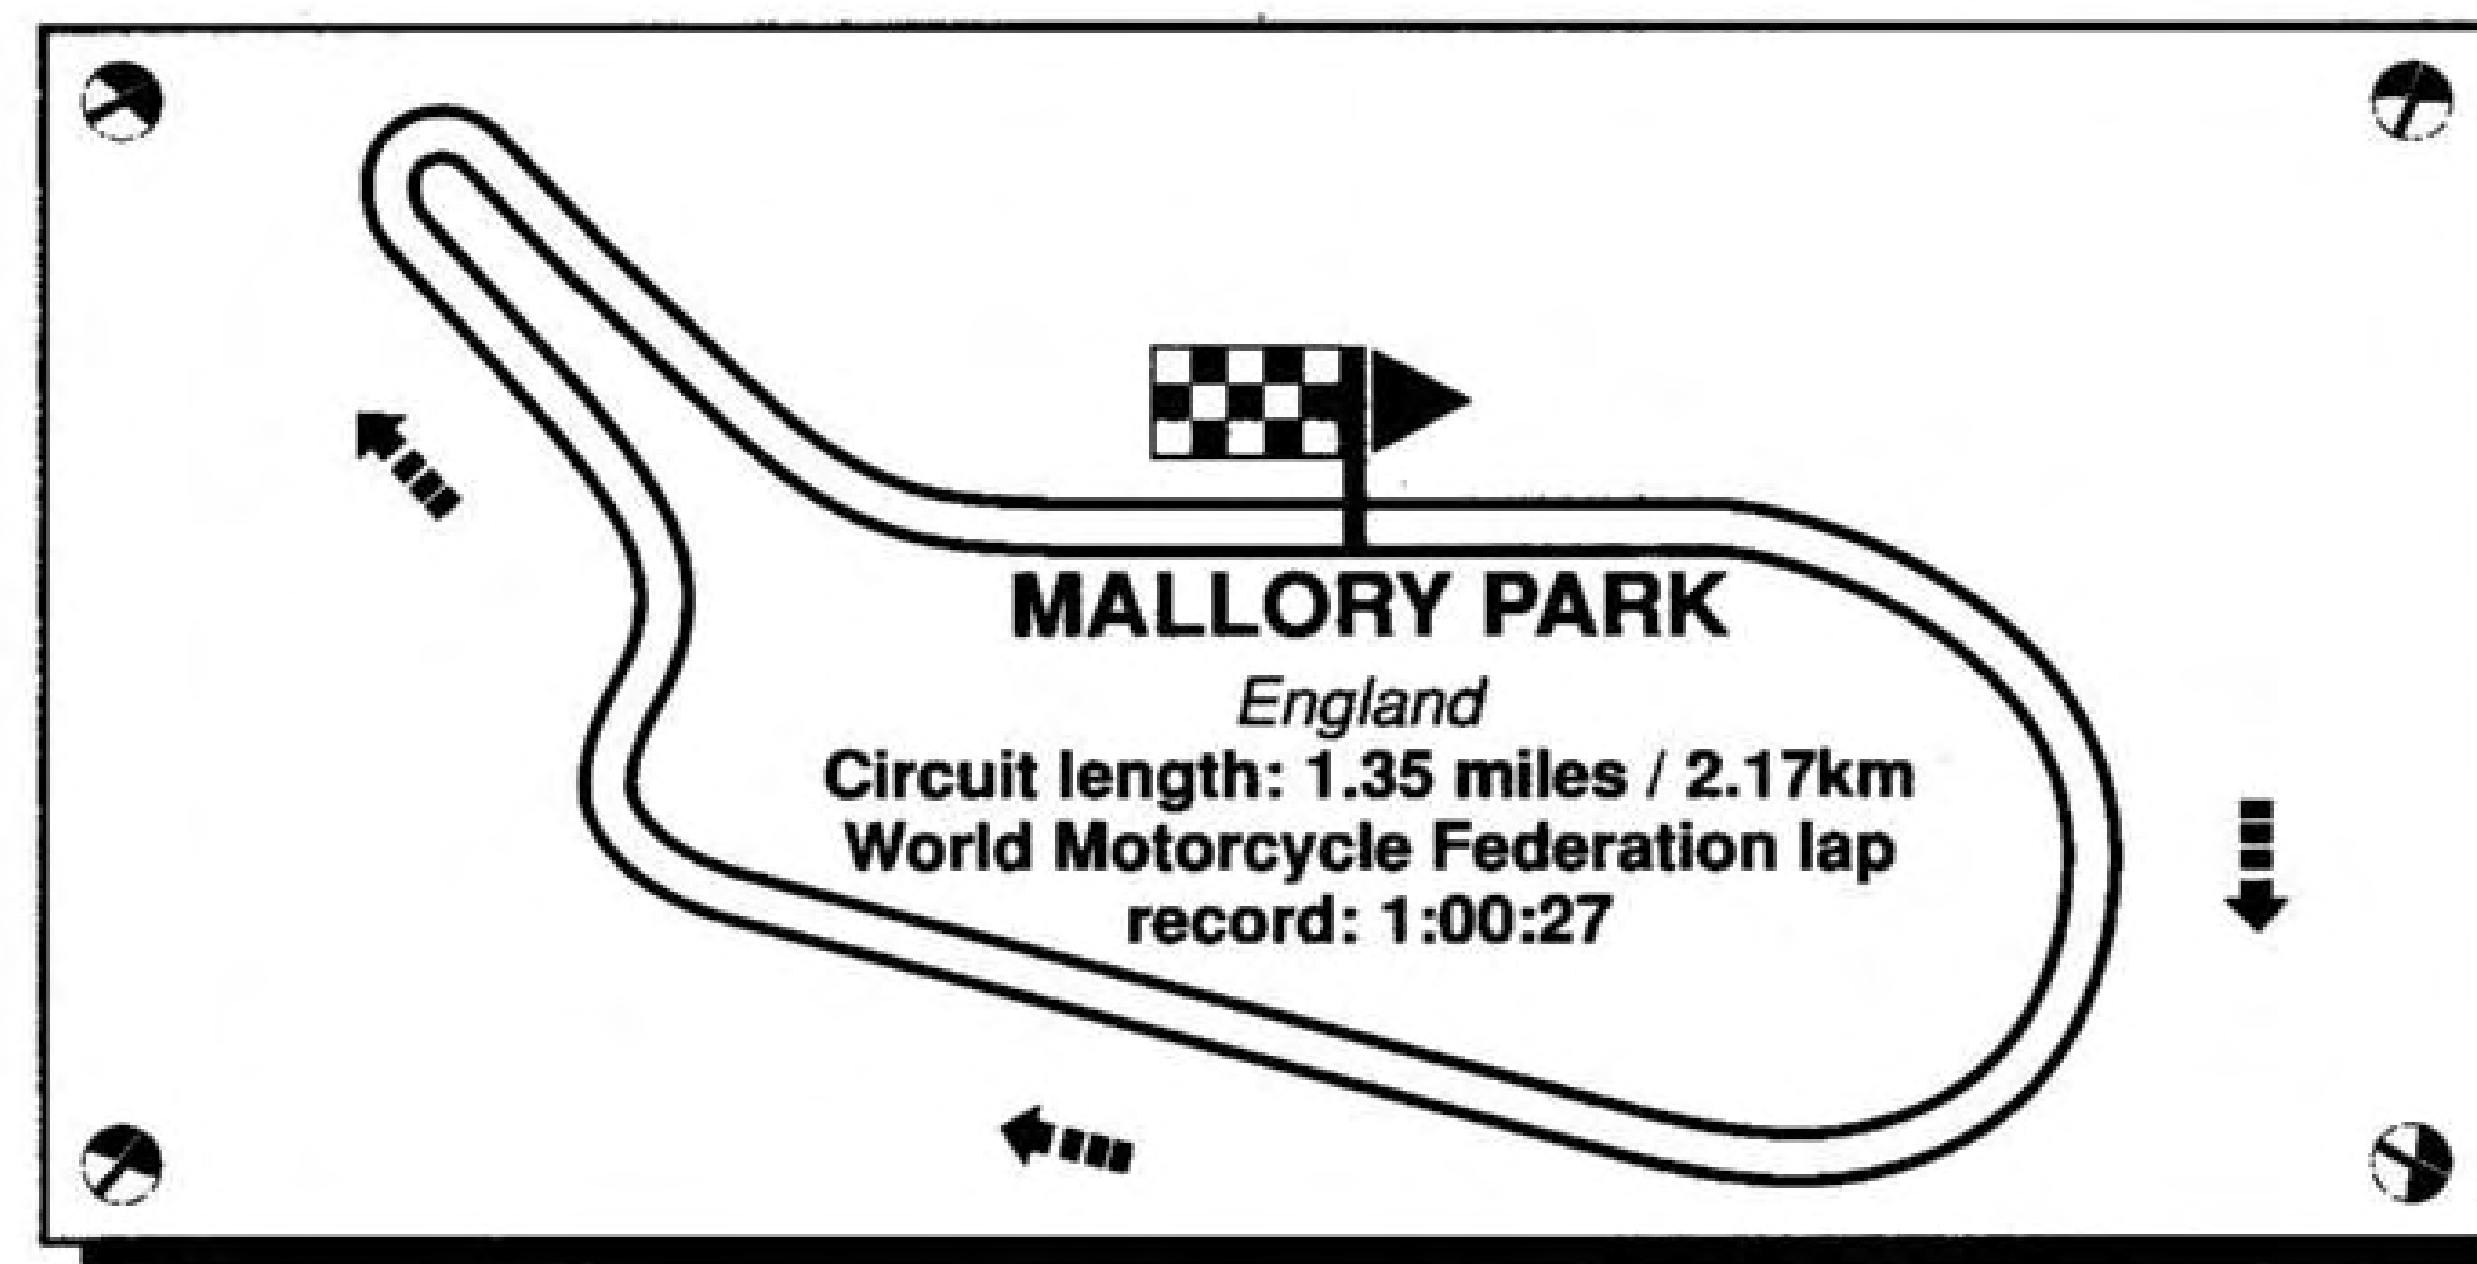 MALLORY PARK
England
Circuit length: 1.35 miles / 2.17km
World Motorcycle Federation lap
record: 1:00:27